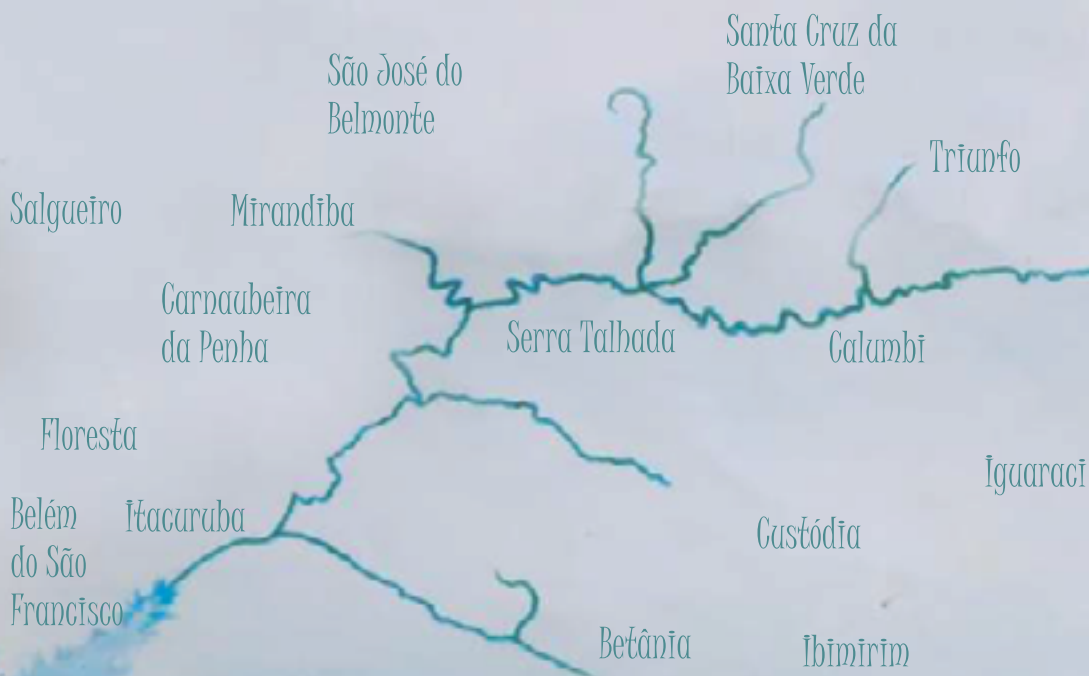 Santa Cruz da
Baixa Verde
São José do
Belmonte
Triunfo
Salgueiro
Mirandiba
Carnaubeira
da Penha
Serra Talhada
Calumbi
Floresta
Iguaraci
Belém
do São
Francisco
Itacuruba
Custódia
Betânia
Ibimirim